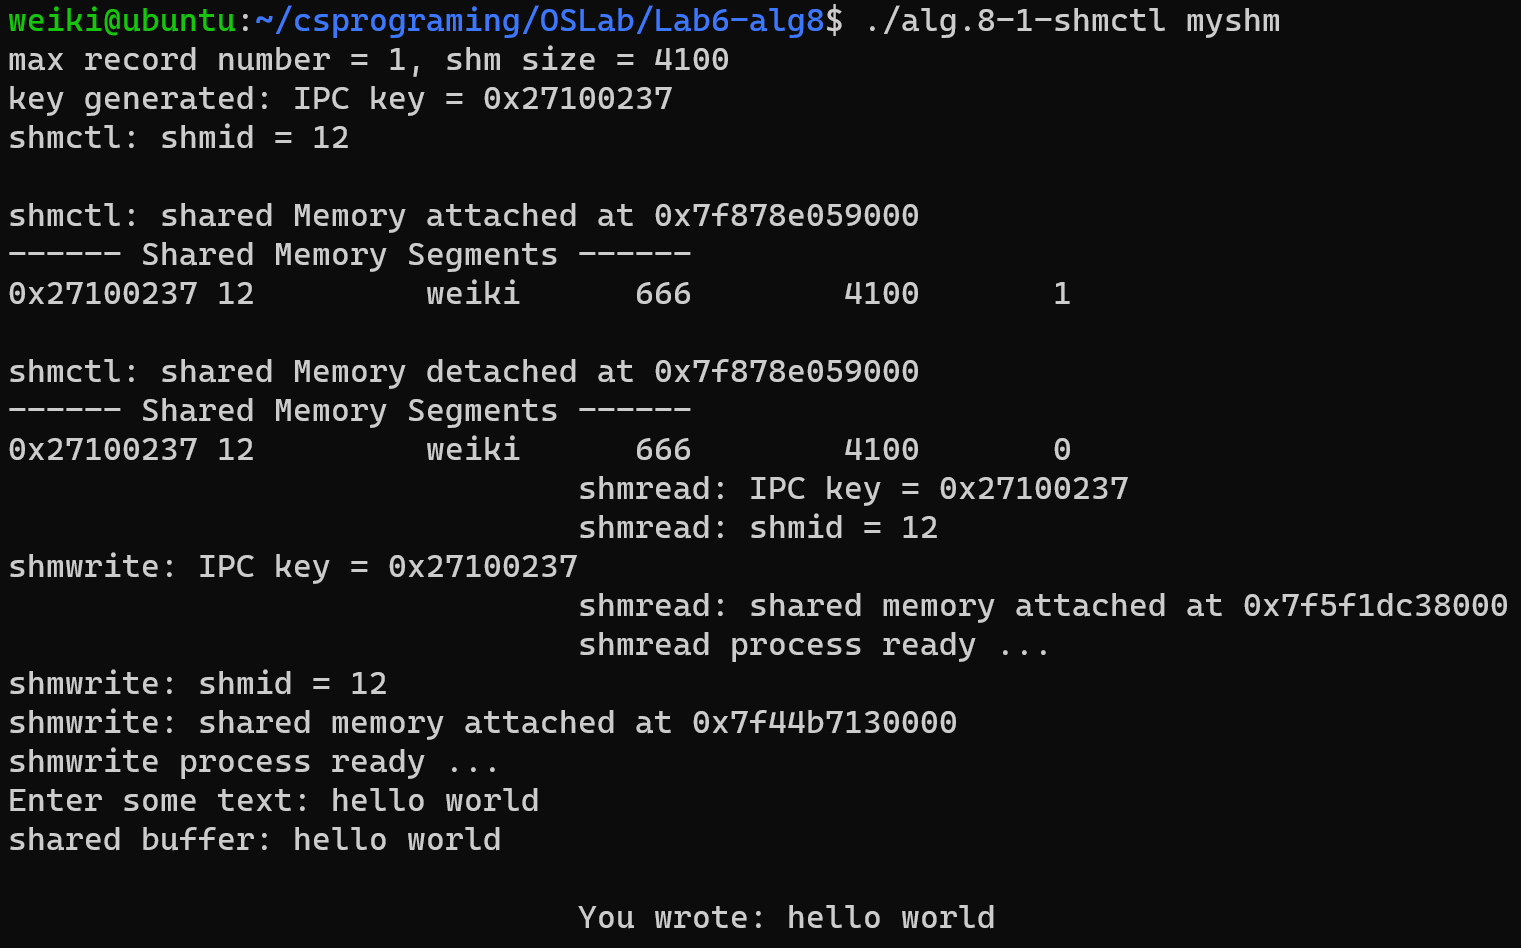 weiki@ubuntu:~/csprograming/OSLab/Lab6-alg8$ ./alg.8-1-shmctl myshm
max record number = 1, shm size = 4100
key generated: IPC key = 0x27100237
shmctl: shmid = 12

shmctl: shared Memory attached at 0x7f878e059000
------ Shared Memory Segments ------
0x27100237 12         weiki      666        4100       1

shmctl: shared Memory detached at 0x7f878e059000
------ Shared Memory Segments ------
0x27100237 12         weiki      666        4100       0
                              shmread: IPC key = 0x27100237
                              shmread: shmid = 12
shmwrite: IPC key = 0x27100237
                              shmread: shared memory attached at 0x7f5f1dc38000
                              shmread process ready ...
shmwrite: shmid = 12
shmwrite: shared memory attached at 0x7f44b7130000
shmwrite process ready ...
Enter some text: hello world
shared buffer: hello world

                              You wrote: hello world